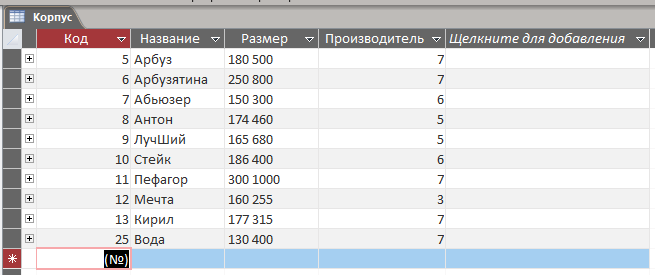 Корпус
Код Название Размер Производитель Щелкните для добавления
5 Арбуз 180 500 7
6 Арбузятина 250 800 7
7 Абьюзер 150 300 6
8 Антон 174 460 5
9 ЛучШий 165 680 5
10 Стейк 186 400 6
11 Пефагор 300 1000 7
12 Мечта 160 255 3
13 Кирил 177 315 7
25 Вода 130 400 7
(№)